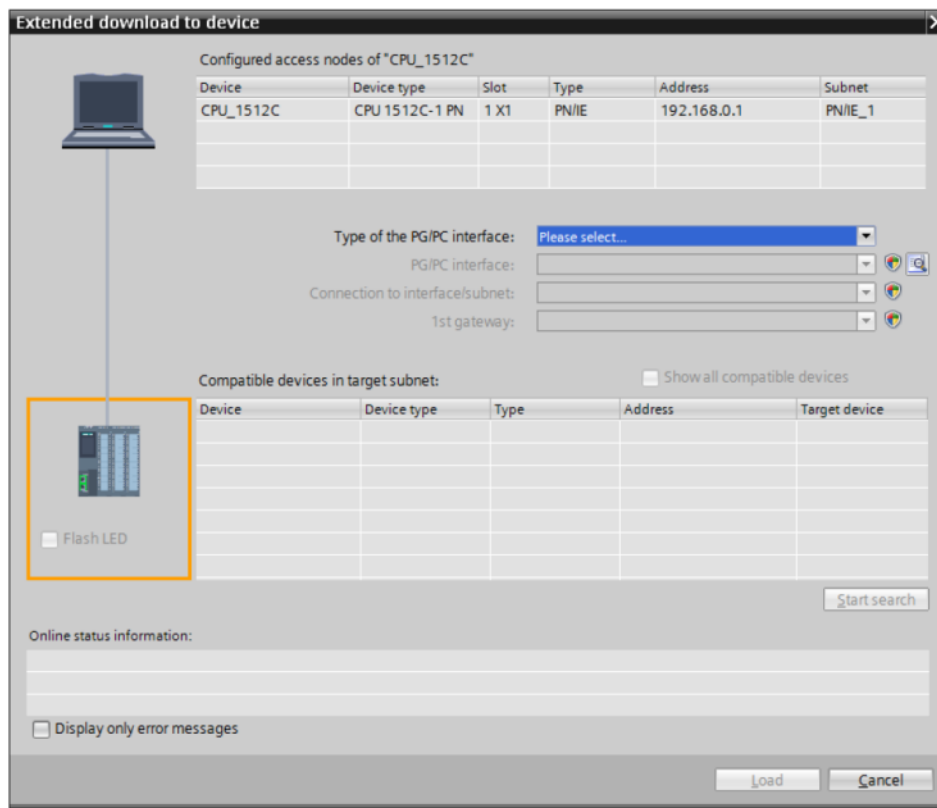 Extended download to device
Configured access nodes of "CPU_1512C"
Device Device type Slot Type Address Subnet
CPU_1512C CPU 1512C-1 PN 1 X1 PN/IE 192.168.0.1 PN/IE_1
Type of the PG/PC interface: Please select...
PG/PC interface:
Connection to interface/subnet:
1st gateway:
Compatible devices in target subnet: Show all compatible devices
Device Device type Type Address Target device
Flash LED
Start search
Online status information:
Display only error messages
Load Cancel